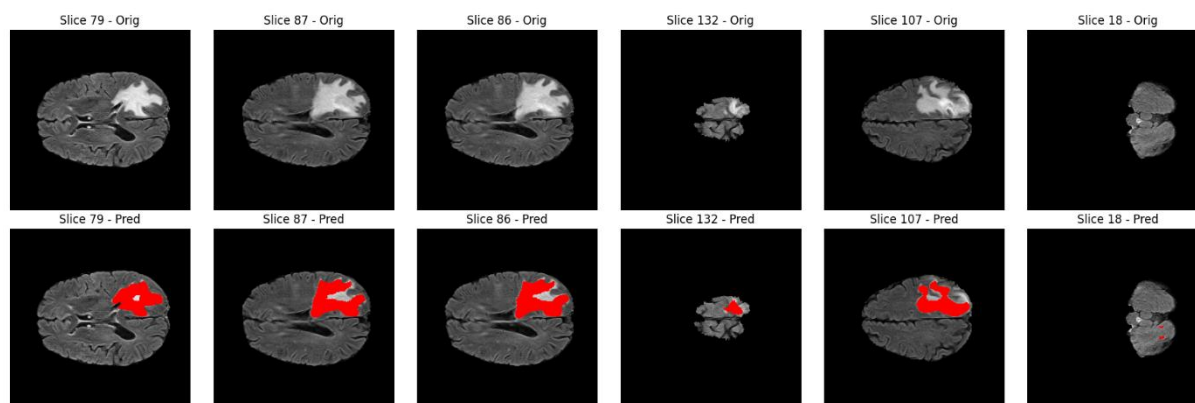 Slice 79 - Orig
Slice 87 - Orig
Slice 86 - Orig
Slice 132 - Orig
Slice 107 - Orig
Slice 18 - Orig
Slice 79 - Pred
Slice 87 - Pred
Slice 86 - Pred
Slice 132 - Pred
Slice 107 - Pred
Slice 18 - Pred